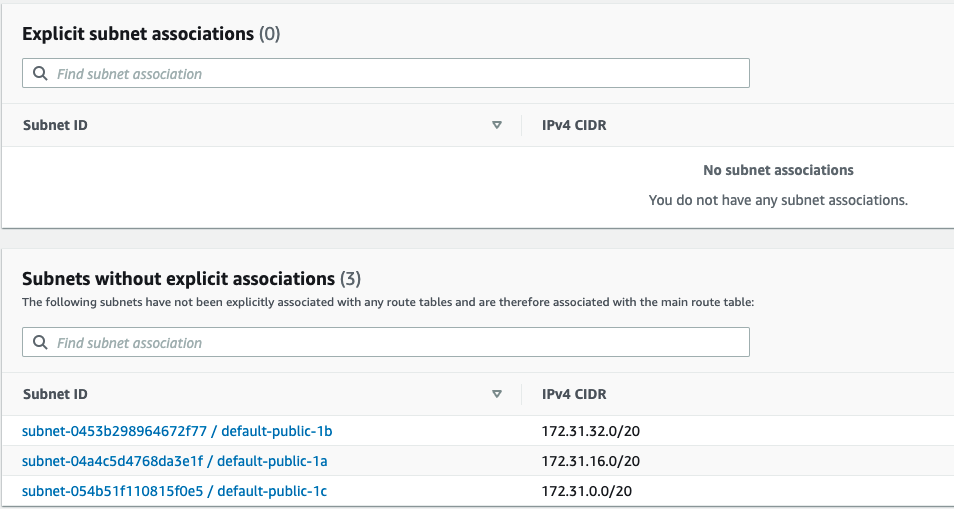 Explicit subnet associations (0)
Find subnet association
Subnet ID IPv4 CIDR
No subnet associations
You do not have any subnet associations.
Subnets without explicit associations (3)
The following subnets have not been explicitly associated with any route tables and are therefore associated with the main route table:
Find subnet association
Subnet ID IPv4 CIDR
subnet-0453b298964672f77 / default-public-1b 172.31.32.0/20
subnet-04a4c5d4768da3e1f / default-public-1a 172.31.16.0/20
subnet-054b51f110815f0e5 / default-public-1c 172.31.0.0/20